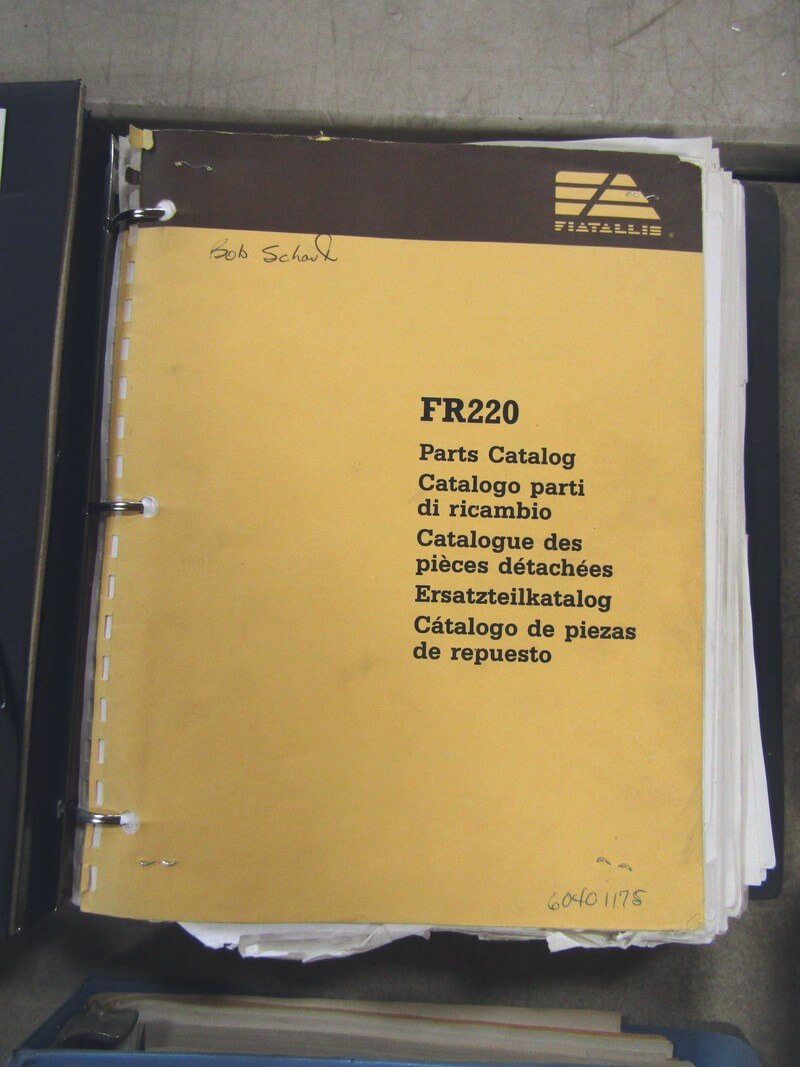 FIATALLIS
Bob
FR220
Parts Catalog
Catalogo parti
di ricambio
Catalogue des
pièces détachées
Ersatzteilkatalog
Cátalogo de piezas
de repuesto
60401175